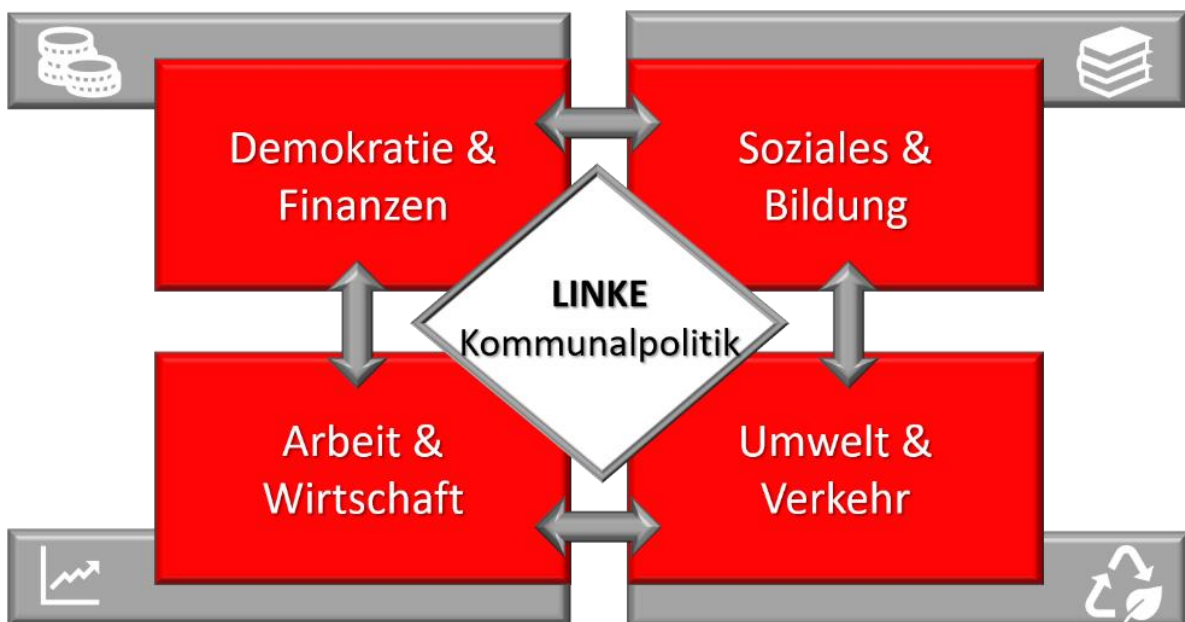 Demokratie &
Finanzen
Soziales &
Bildung
LINKE
Kommunalpolitik
Arbeit &
Wirtschaft
Umwelt &
Verkehr